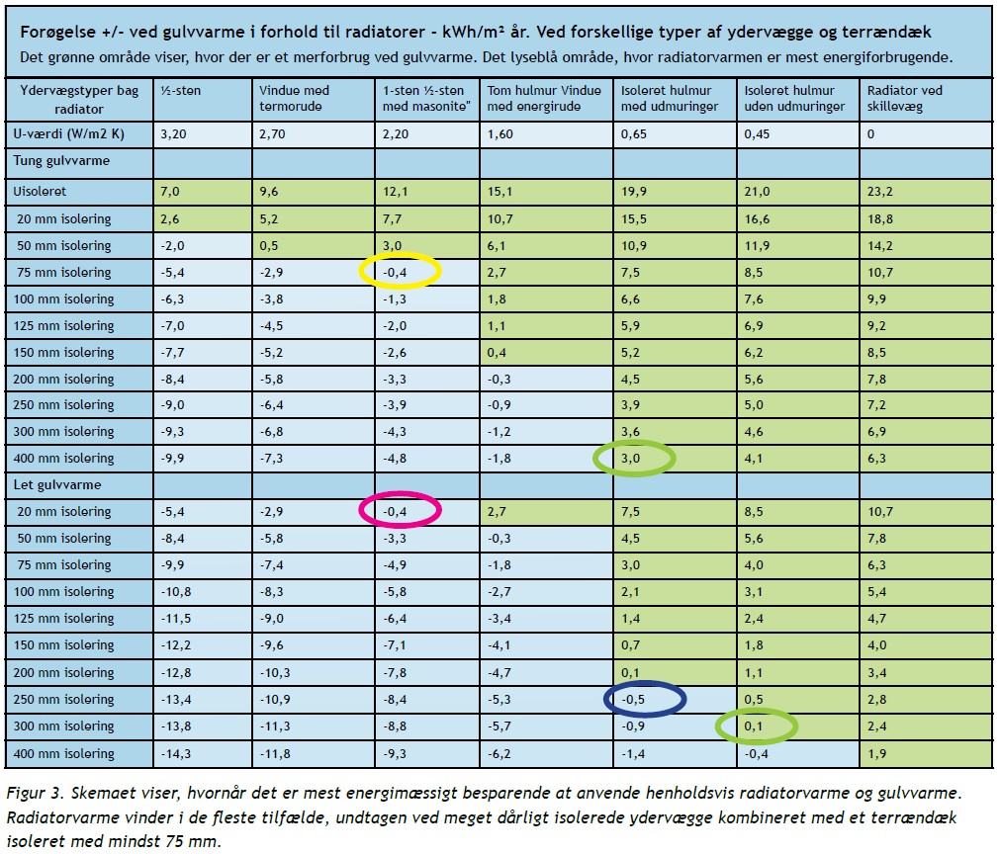 Forøgelse +/- ved gulvvarme i forhold til radiatorer - kWh/m² år. Ved forskellige typer af ydervægge og terrændæk
Det grønne område viser, hvor der er et merforbrug ved gulvvarme. Det lyseblå område, hvor radiatorvarmen er mest energiforbrugende.
Ydervægstyper bag radiator ½-sten Vindue med termorude 1-sten ½-sten med masonite" Tom hulmur Vindue med energirude Isoleret hulmur med udmuringer Isoleret hulmur uden udmuringer Radiator ved skillevæg
U-værdi (W/m2 K) 3,20 2,70 2,20 1,60 0,65 0,45 0
Tung gulvvarme
Uisoleret 7,0 9,6 12,1 15,1 19,9 21,0 23,2
20 mm isolering 2,6 5,2 7,7 10,7 15,5 16,6 18,8
50 mm isolering -2,0 0,5 3,0 6,1 10,9 11,9 14,2
75 mm isolering -5,4 -2,9 -0,4 2,7 7,5 8,5 10,7
100 mm isolering -6,3 -3,8 -1,3 1,8 6,6 7,6 9,9
125 mm isolering -7,0 -4,5 -2,0 1,1 5,9 6,9 9,2
150 mm isolering -7,7 -5,2 -2,6 0,4 5,2 6,2 8,5
200 mm isolering -8,4 -5,8 -3,3 -0,3 4,5 5,6 7,8
250 mm isolering -9,0 -6,4 -3,9 -0,9 3,9 5,0 7,2
300 mm isolering -9,3 -6,8 -4,3 -1,2 3,6 4,6 6,9
400 mm isolering -9,9 -7,3 -4,8 -1,8 3,0 4,1 6,3
Let gulvvarme
20 mm isolering -5,4 -2,9 -0,4 2,7 7,5 8,5 10,7
50 mm isolering -8,4 -5,8 -3,3 -0,3 4,5 5,6 7,8
75 mm isolering -9,9 -7,4 -4,9 -1,8 3,0 4,0 6,3
100 mm isolering -10,8 -8,3 -5,8 -2,7 2,1 3,1 5,4
125 mm isolering -11,5 -9,0 -6,4 -3,4 1,4 2,4 4,7
150 mm isolering -12,2 -9,6 -7,1 -4,1 0,7 1,8 4,0
200 mm isolering -12,8 -10,3 -7,8 -4,7 0,1 1,1 3,4
250 mm isolering -13,4 -10,9 -8,4 -5,3 -0,5 0,5 2,8
300 mm isolering -13,8 -11,3 -8,8 -5,7 -0,9 0,1 2,4
400 mm isolering -14,3 -11,8 -9,3 -6,2 -1,4 -0,4 1,9
Figur 3. Skemaet viser, hvornår det er mest energimæssigt besparende at anvende henholdsvis radiatorvarme og gulvvarme.
Radiatorvarme vinder i de fleste tilfælde, undtagen ved meget dårligt isolerede ydervægge kombineret med et terrændæk
isoleret med mindst 75 mm.